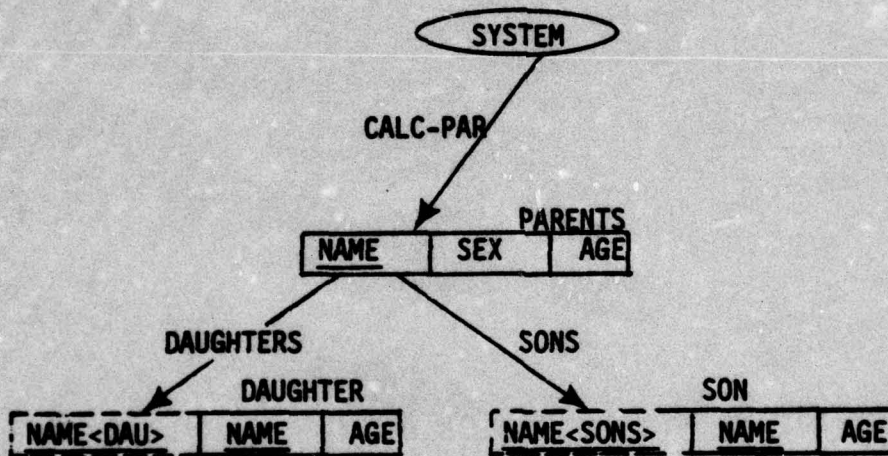 SYSTEM
CALC-PAR
PARENTS
NAME SEX AGE
DAUGHTERS SONS
DAUGHTER SON
NAME<DAU> NAME AGE NAME<SONS> NAME AGE